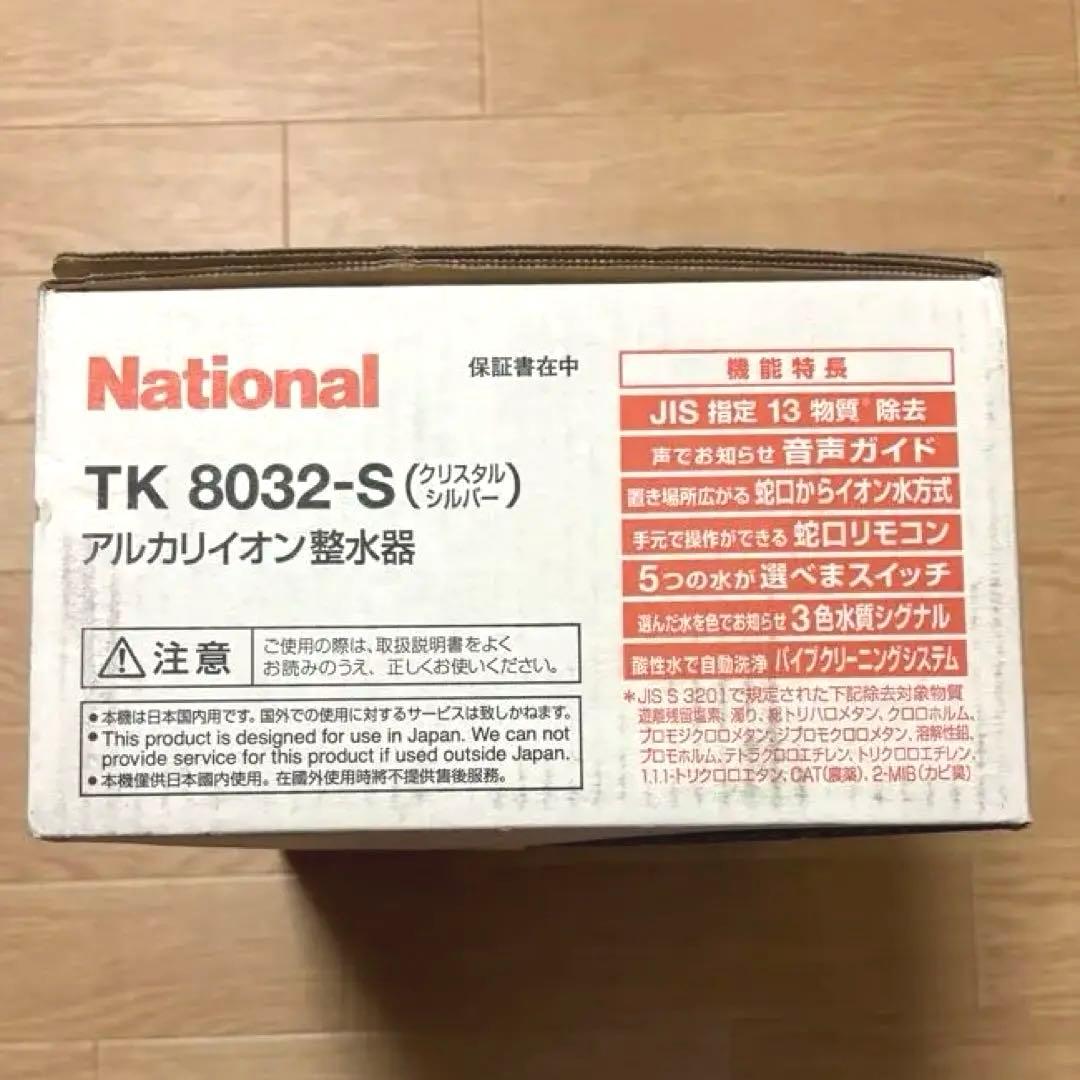 National
保証書在中
TK 8032-S(クリスタルシルバー)
アルカリイオン整水器
注意
ご使用の際は、取扱説明書をよく
お読みのうえ、正しくお使いください。
●本機は日本国内用です。国外での使用に対するサービスは致しかねます。
●This product is designed for use in Japan. We can not
provide service for this product if used outside Japan.
●本機僅供日本國内使用。在國外使用時將不提供售後服務。
機能特長
JIS 指定 13 物質* 除去
声でお知らせ 音声ガイド
置き場所広がる 蛇口からイオン水方式
手元で操作ができる 蛇口リモコン
5つの水が 選べまスイッチ
選んだ水を色でお知らせ 3色水質シグナル
酸性水で自動洗浄 パイプクリーニングシステム
*JIS S 3201で規定された下記除去対象物質
遊離残留塩素、濁り、総トリハロメタン、クロロホルム、
ブロモジクロロメタン、ジブロモクロロメタン、溶解性鉛、
ブロモホルム、テトラクロロエチレン、トリクロロエチレン、
1.1.1-トリクロロエタン、CAT(農薬)、2-MIB(カビ臭)